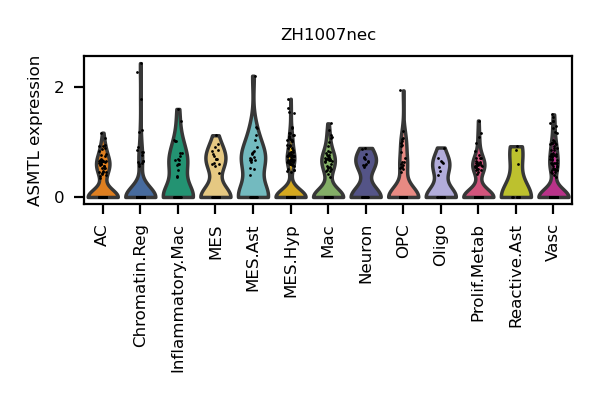 ZH1007nec
ASMTL expression
2
0
AC
Chromatin.Reg
Inflammatory.Mac
MES
MES.Ast
MES.Hyp
Mac
Neuron
OPC
Oligo
Prolif.Metab
Reactive.Ast
Vasc